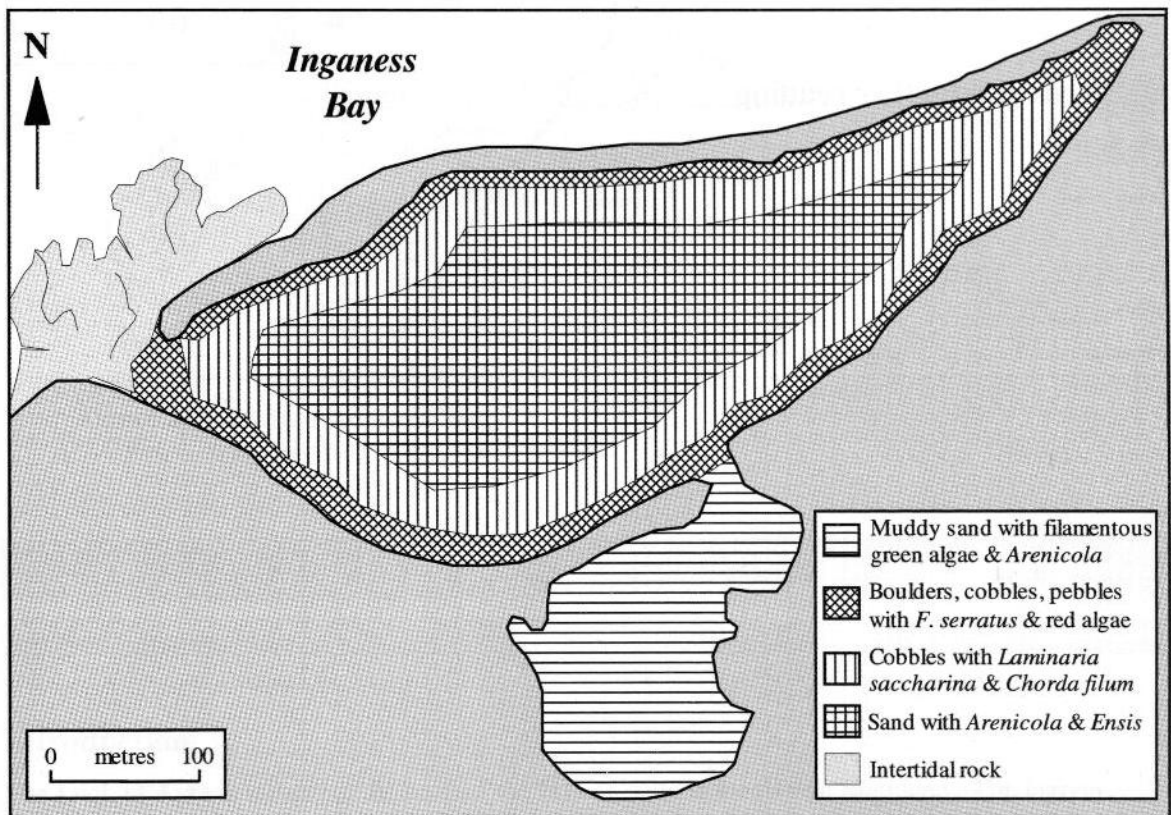 N
Inganess
Bay
Muddy sand with filamentous
green algae & Arenicola
Boulders, cobbles, pebbles
with F. serratus & red algae
Cobbles with Laminaria
saccharina & Chorda filum
Sand with Arenicola & Ensis
Intertidal rock
0 metres 100